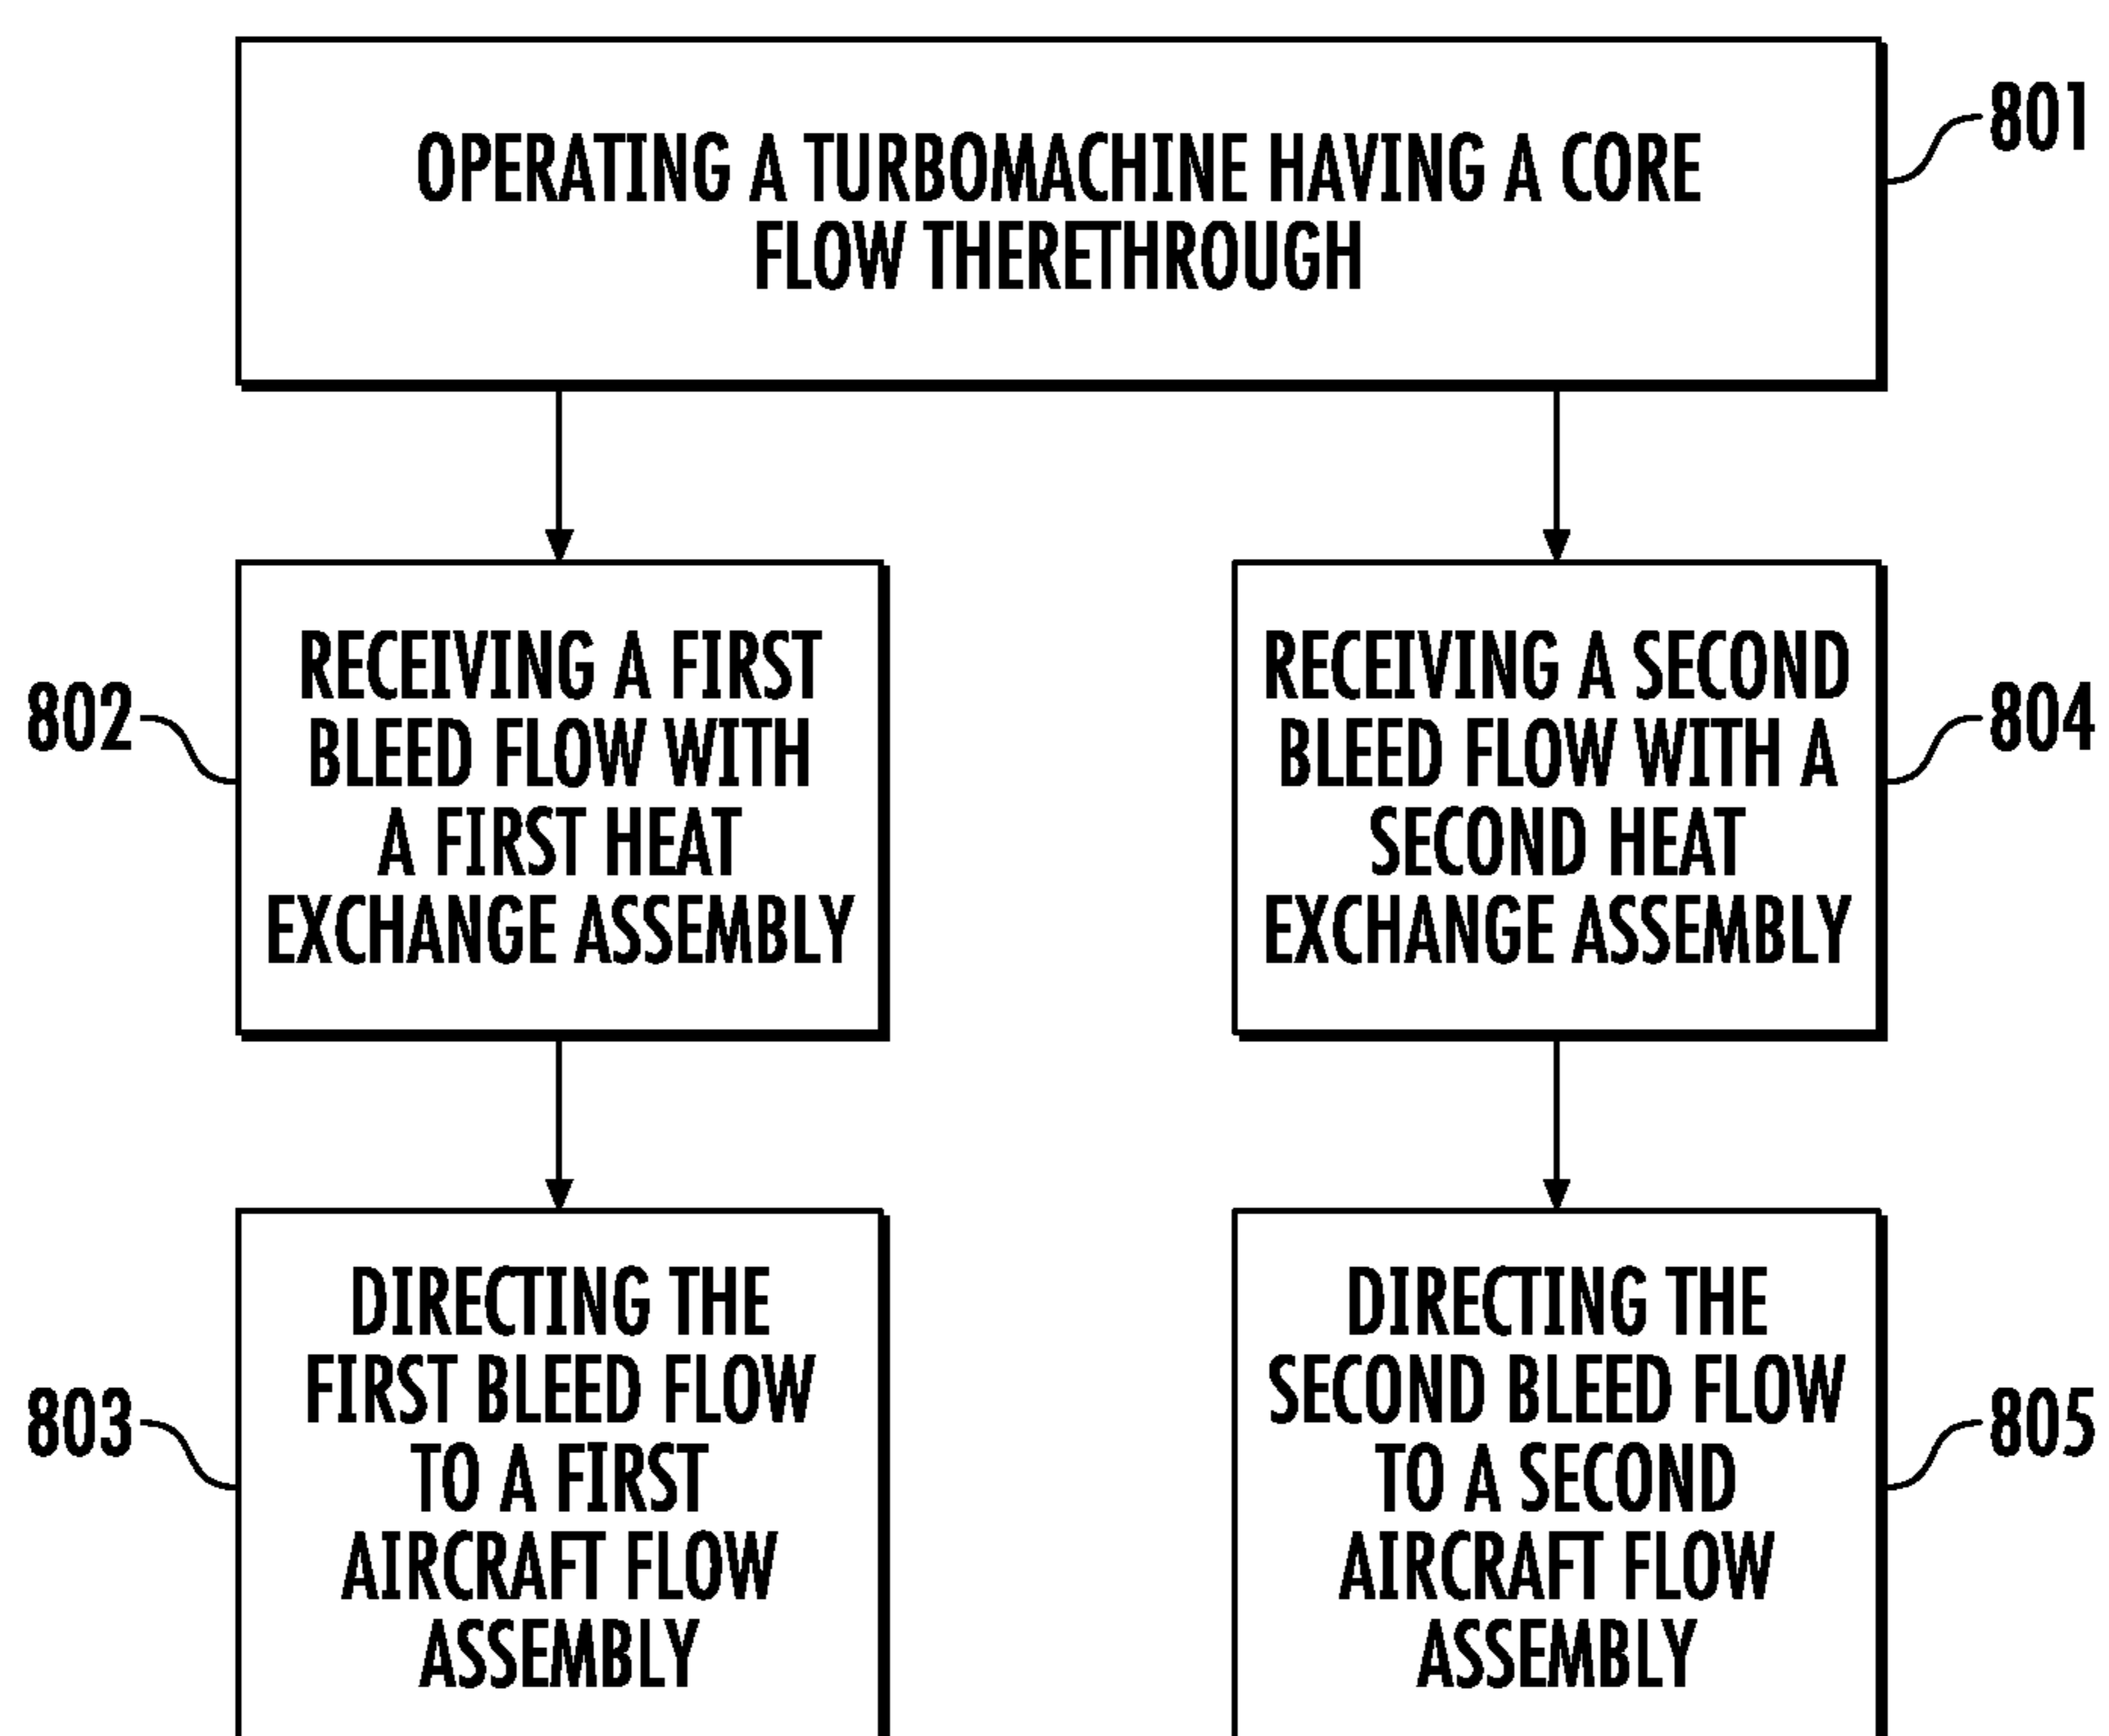 OPERATING A TURBOMACHINE HAVING A CORE
FLOW THERETHROUGH
801
RECEIVING A FIRST
BLEED FLOW WITH
A FIRST HEAT
EXCHANGE ASSEMBLY
802
RECEIVING A SECOND
BLEED FLOW WITH A
SECOND HEAT
EXCHANGE ASSEMBLY
804
DIRECTING THE
FIRST BLEED FLOW
TO A FIRST
AIRCRAFT FLOW
ASSEMBLY
803
DIRECTING THE
SECOND BLEED FLOW
TO A SECOND
AIRCRAFT FLOW
ASSEMBLY
805